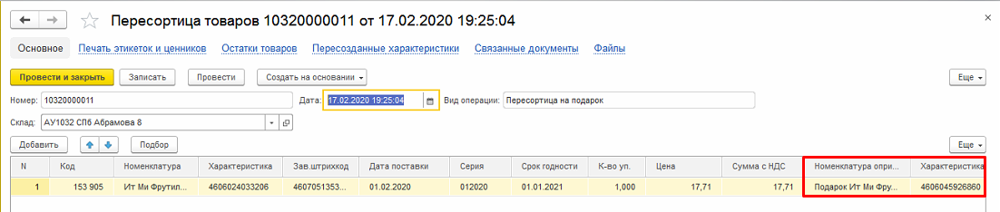 Пересортица товаров 10320000011 от 17.02.2020 19:25:04
Основное Печать этикеток и ценников Остатки товаров Пересозданные характеристики Связанные документы Файлы
Провести и закрыть Записать Провести Создать на основании Еще
Номер: 10320000011 Дата: 17.02.2020 19:25:04 Вид операции: Пересортица на подарок
Склад: АУ1032 СПб Абрамова 8
Добавить Подбор Еще
N Код Номенклатура Характеристика Зав.штрихкод Дата поставки Серия Срок годности К-во уп. Цена Сумма с НДС Номенклатура опри... Характеристика
1 153 905 Ит Ми Фрутил... 4606024033206 4607051353... 01.02.2020 012020 01.01.2021 1,000 17,71 17,71 Подарок Ит Ми Фру... 4606045926860